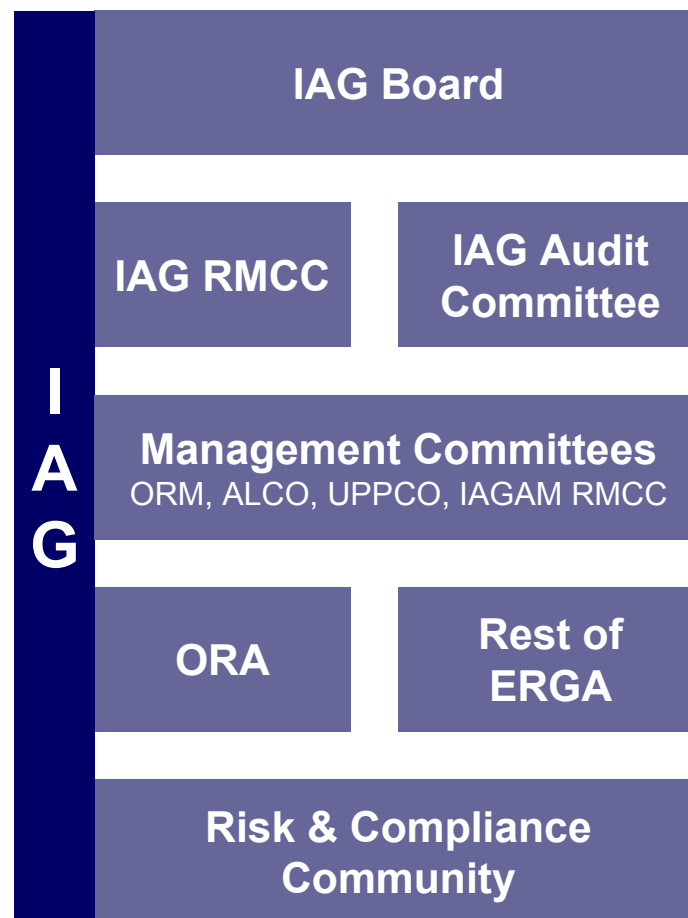 I
A
G
IAG Board
IAG RMCC
IAG Audit
Committee
Management Committees
ORM, ALCO, UPPCO, IAGAM RMCC
ORA
Rest of
ERGA
Risk & Compliance
Community